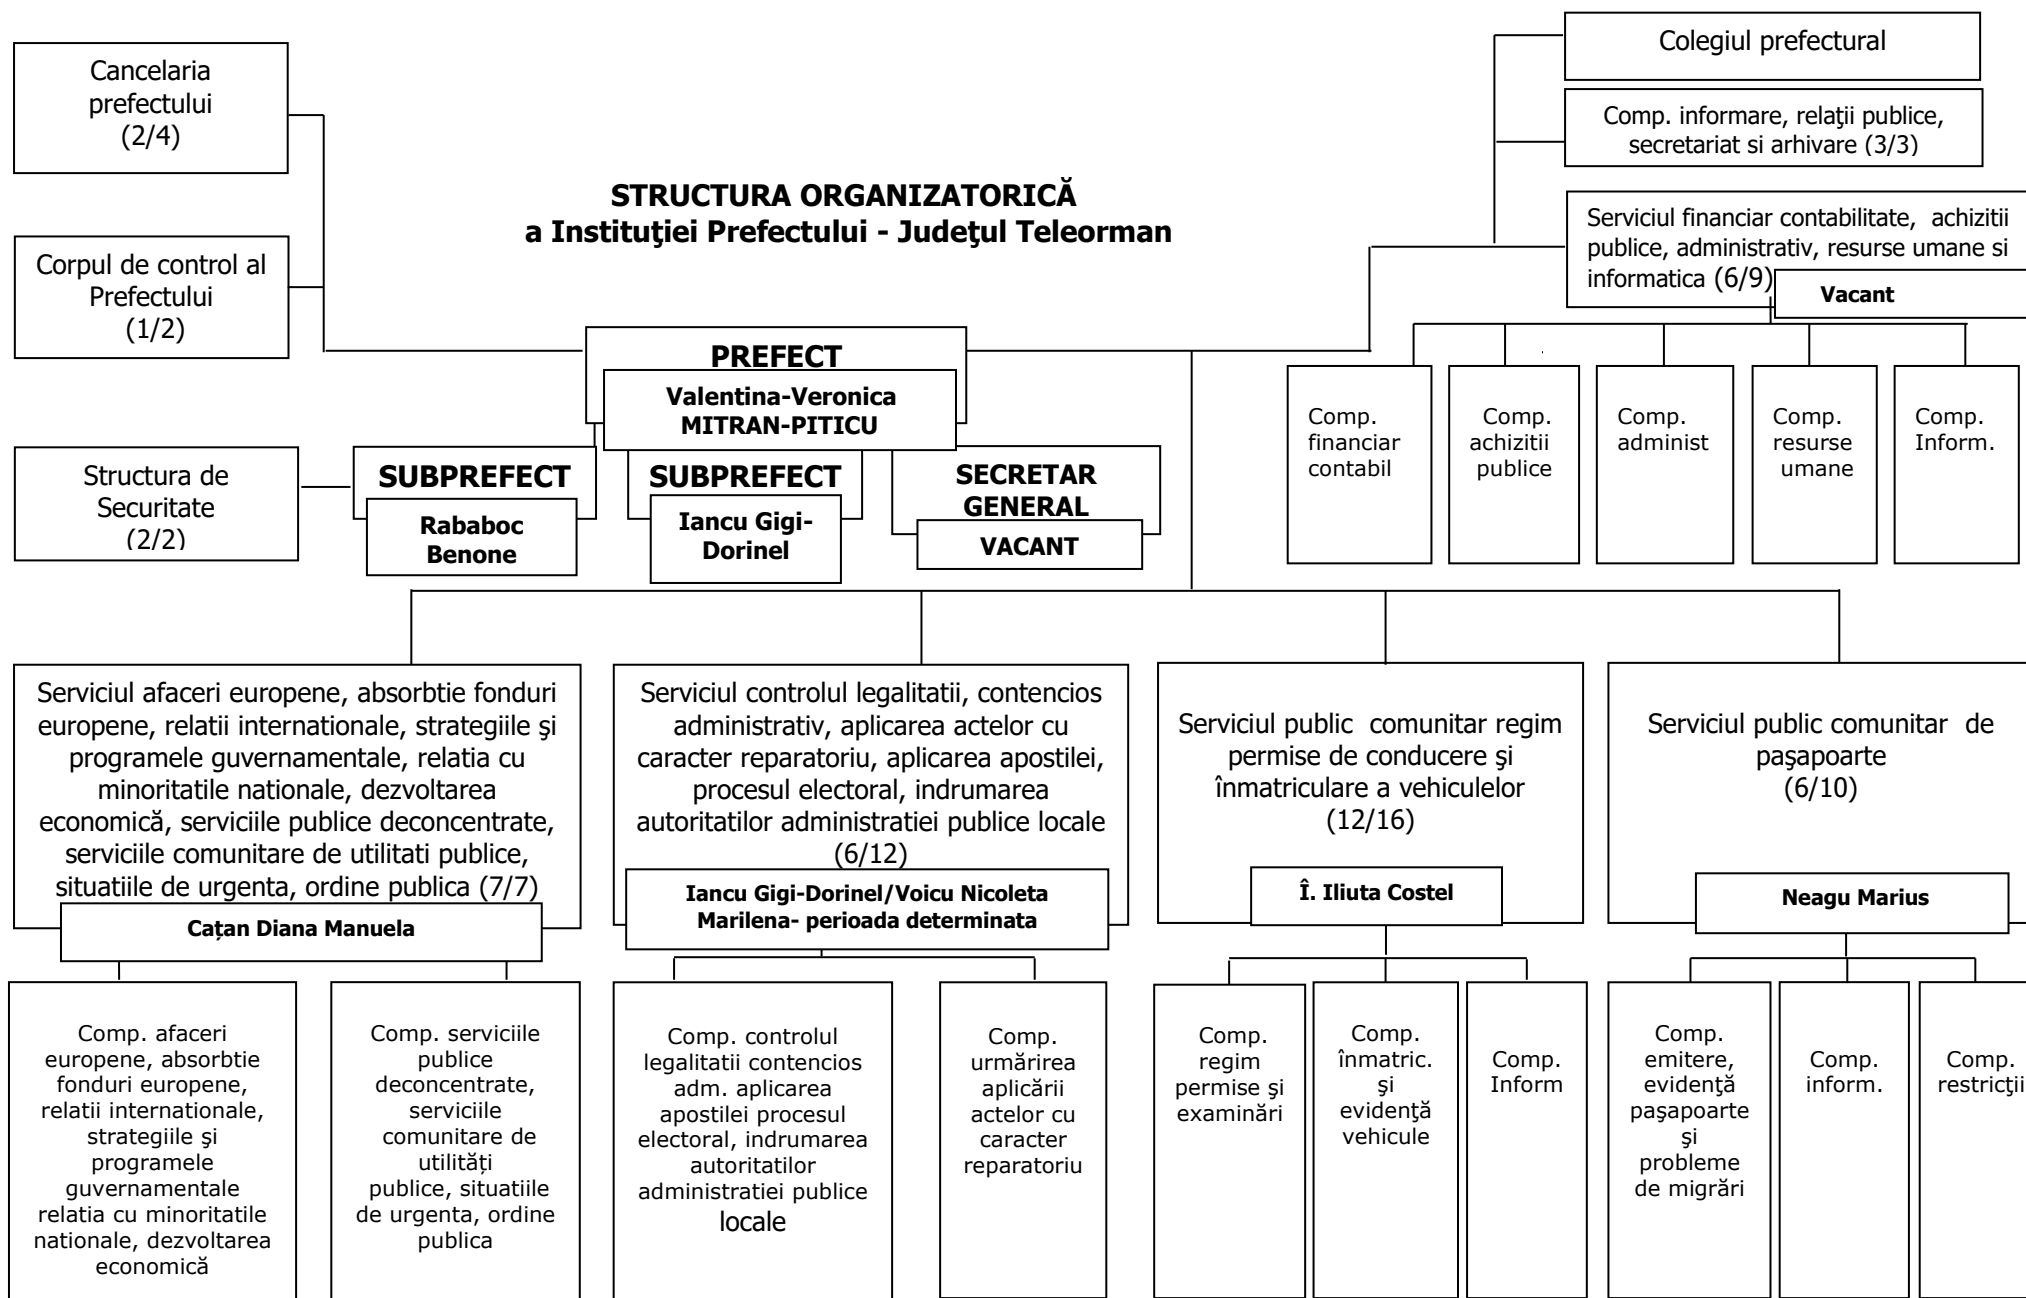 Cancelaria
prefectului
(2/4)
Colegiul prefectural
Comp. informare, relaţii publice,
secretariat si arhivare (3/3)
STRUCTURA ORGANIZATORICĂ
a Instituţiei Prefectului - Judeţul Teleorman
Serviciul financiar contabilitate, achizitii
publice, administrativ, resurse umane si
informatica (6/9)
Vacant
Corpul de control al
Prefectului
(1/2)
PREFECT
Valentina-Veronica
MITRAN-PITICU
Comp.
financiar
contabil
Comp.
achizitii
publice
Comp.
administ
Comp.
resurse
umane
Comp.
Inform.
Structura de
Securitate
(2/2)
SUBPREFECT
Rababoc
Benone
SUBPREFECT
Iancu Gigi-
Dorinel
SECRETAR
GENERAL
VACANT
Serviciul afaceri europene, absorbtie fonduri
europene, relatii internationale, strategiile şi
programele guvernamentale, relatia cu
minoritatile nationale, dezvoltarea
economică, serviciile publice deconcentrate,
serviciile comunitare de utilitati publice,
situatiile de urgenta, ordine publica (7/7)
Cațan Diana Manuela
Serviciul controlul legalitatii, contencios
administrativ, aplicarea actelor cu
caracter reparatoriu, aplicarea apostilei,
procesul electoral, indrumarea
autoritatilor administratiei publice locale
(6/12)
Iancu Gigi-Dorinel/Voicu Nicoleta
Marilena- perioada determinata
Serviciul public comunitar regim
permise de conducere şi
înmatriculare a vehiculelor
(12/16)
Î. Iliuta Costel
Serviciul public comunitar de
paşapoarte
(6/10)
Neagu Marius
Comp. afaceri
europene, absorbtie
fonduri europene,
relatii internationale,
strategiile şi
programele
guvernamentale
relatia cu minoritatile
nationale, dezvoltarea
economică
Comp. serviciile
publice
deconcentrate,
serviciile
comunitare de
utilități
publice, situatiile
de urgenta, ordine
publica
Comp. controlul
legalitatii contencios
adm. aplicarea
apostilei procesul
electoral, indrumarea
autoritatilor
administratiei publice
locale
Comp.
urmărirea
aplicării
actelor cu
caracter
reparatoriu
Comp.
regim
permise şi
examinări
Comp.
înmatric.
şi
evidenţă
vehicule
Comp.
Inform
Comp.
emitere,
evidenţă
paşapoarte
şi
probleme
de migrări
Comp.
inform.
Comp.
restricţii